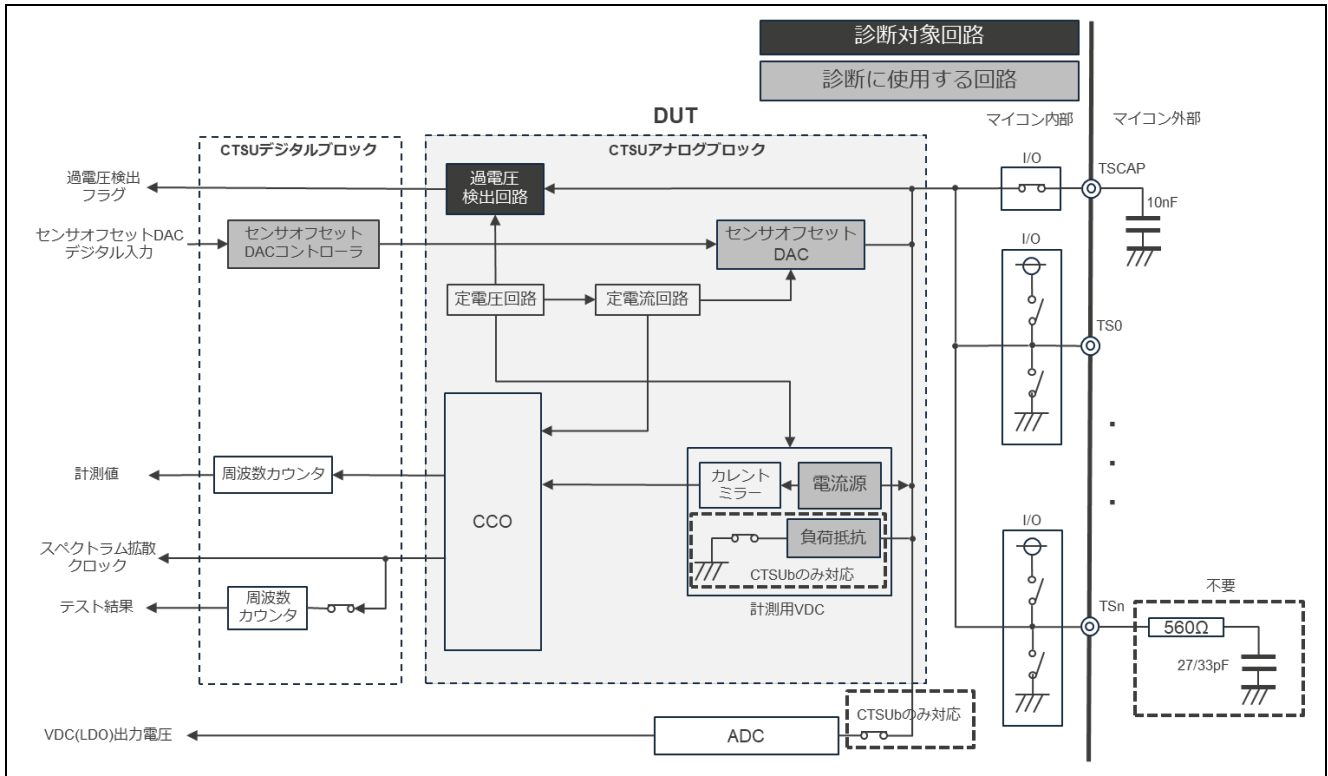 診断対象回路
診断に使用する回路
DUT
マイコン内部
マイコン外部
CTSUデジタルブロック
CTSUアナログブロック
過電圧検出
フラグ
過電圧
検出回路
I/O
TSCAP
10nF
センサオフセットDAC
デジタル入力
センサオフセット
DACコントローラ
センサオフセット
DAC
I/O
定電圧回路
定電流回路
TS0
計測値
周波数カウンタ
CCO
カレント
ミラー
電流源
負荷抵抗
CTSUbのみ対応
計測用VDC
I/O
スペクトラム拡散
クロック
テスト結果
周波数
カウンタ
TSn
不要
560Ω
27/33pF
VDC(LDO)出力電圧
ADC
CTSUbのみ対応